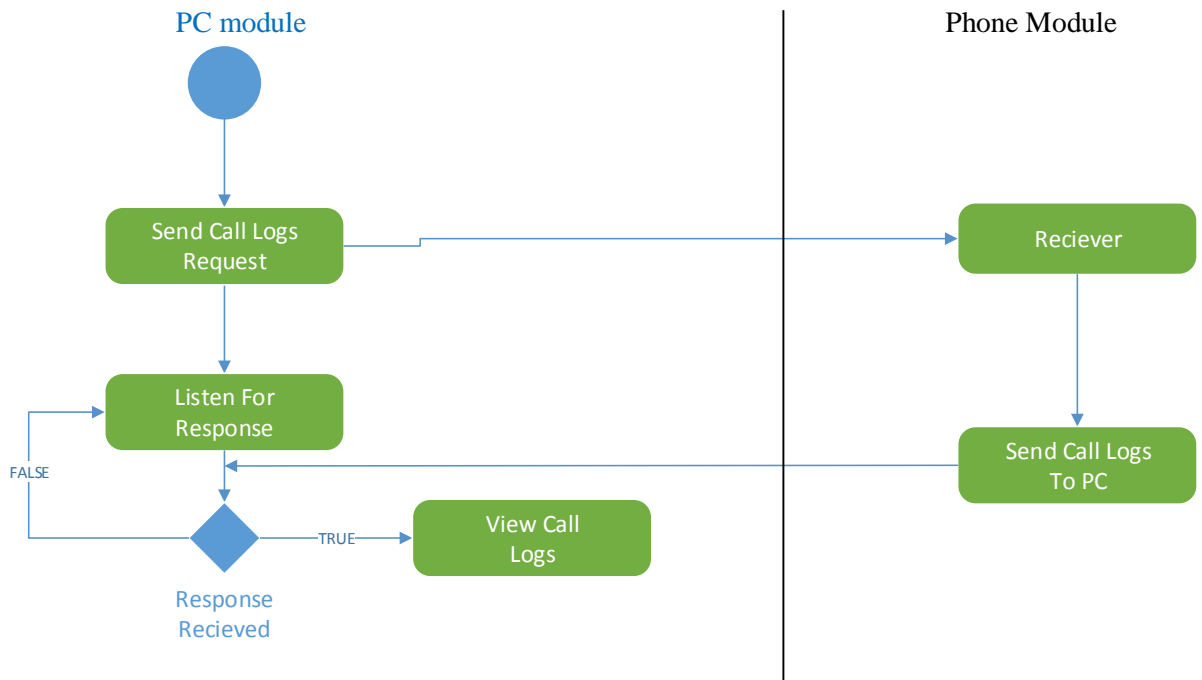 PC module
Phone Module
Send Call Logs
Request
Reciever
Listen For
Response
FALSE
Send Call Logs
To PC
TRUE
View Call
Logs
Response
Recieved